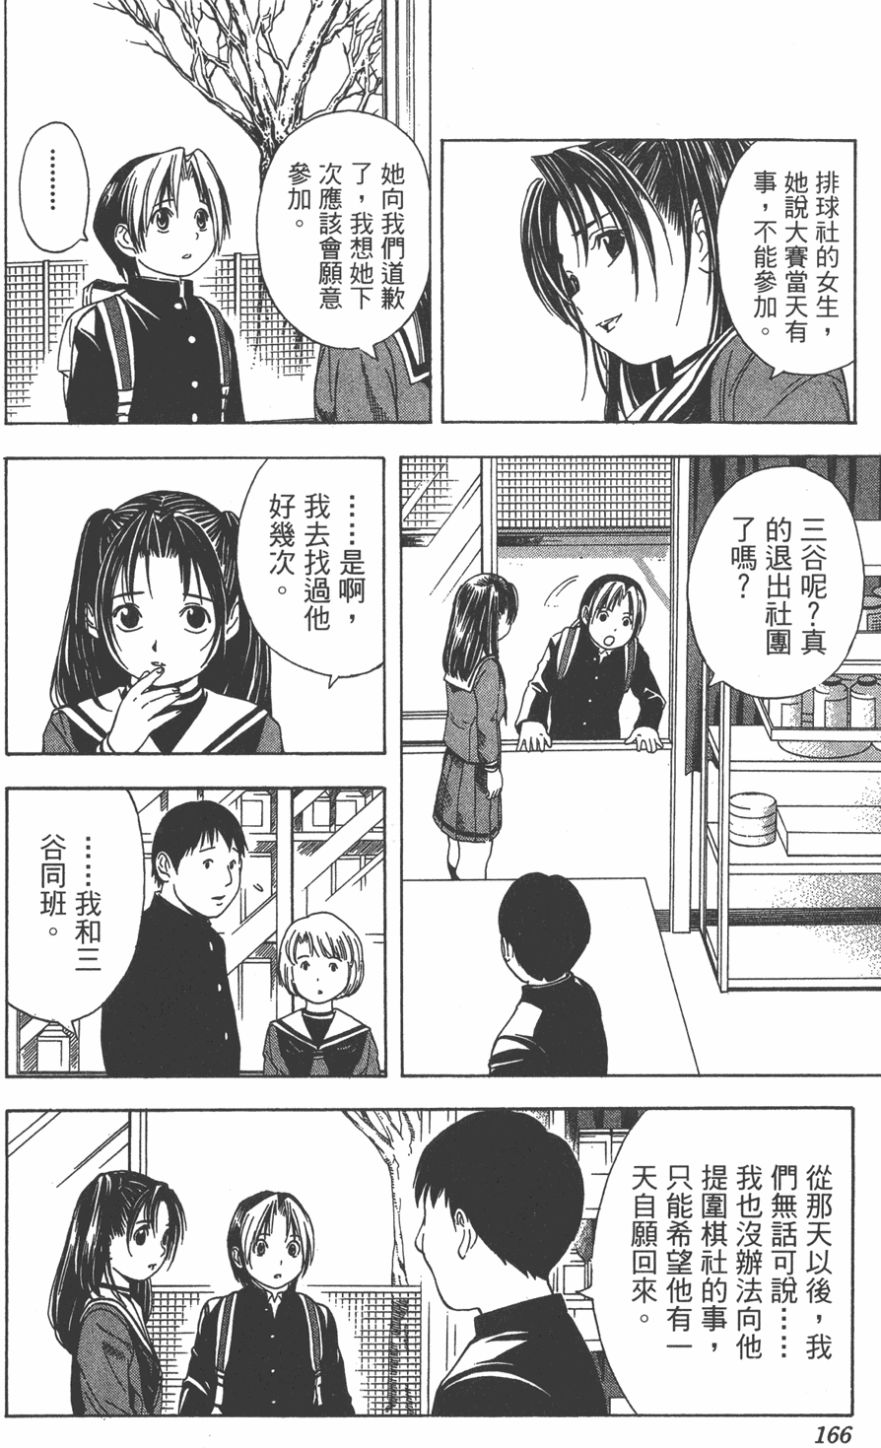 排球社的女生，
她說大賽當天有
事，不能參加。
她向我們道歉
了，我想她下
次應該會願意
參加。
………
三谷呢？真
的退出社團
了嗎？
……是啊，
我去找過他
好幾次。
……我和三
谷同班。
從那天以後，我
們無話可說……
我也沒辦法向他
提圍棋社的事，
只能希望他有一
天自願回來。
166